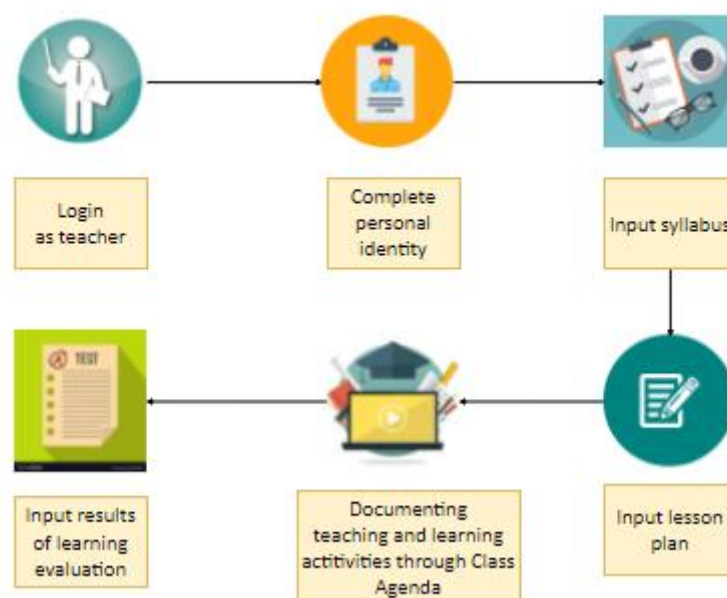 Login
as teacher
Complete
personal
identity
Input syllabus
TEST
Input results
of learning
evaluation
Documenting
teaching and learning
actitivities through Class
Agenda
Input lesson
plan